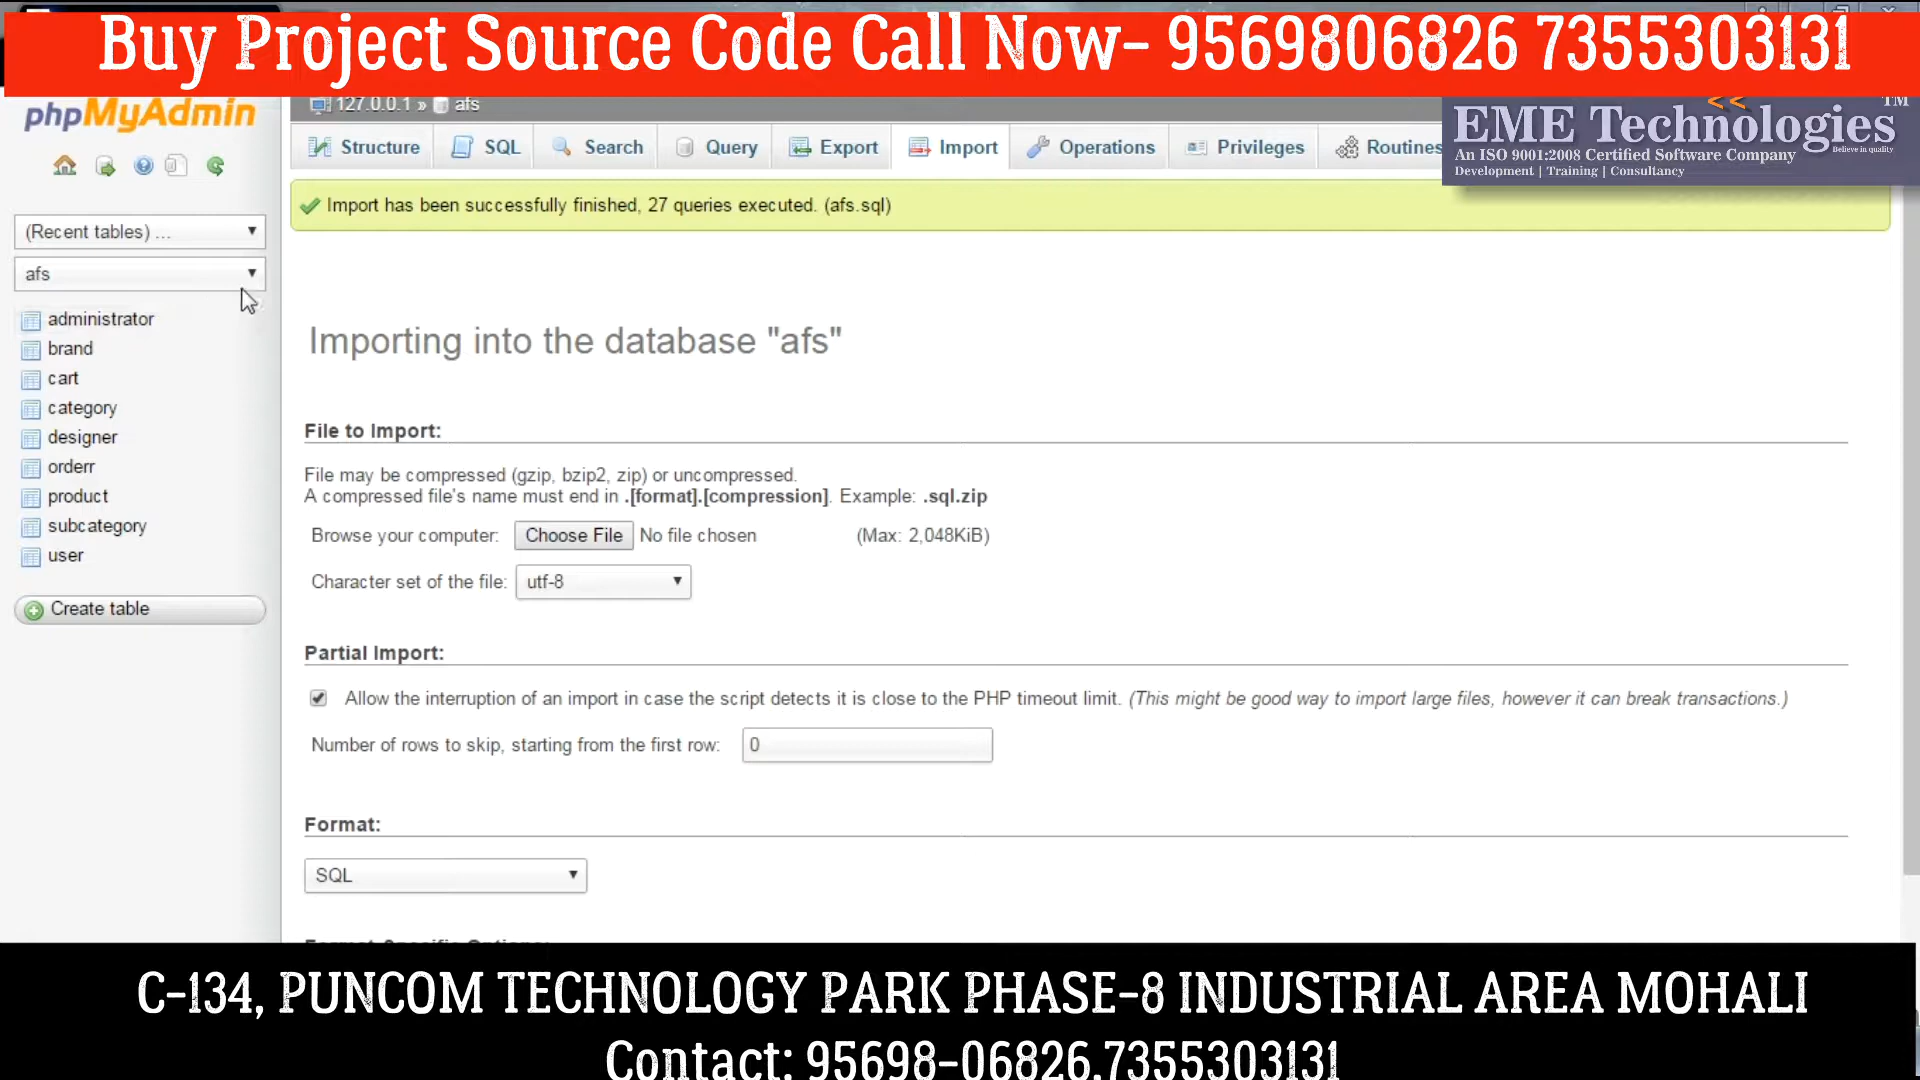 Buy Project Source Code Call Now- 9569806826 7355303131
phpMyAdmin
127.0.0.1 » afs
Structure SQL Search Query Export Import Operations Privileges Routines
<< TM
EME Technologies
Believe in quality
An ISO 9001:2008 Certified Software Company
Development | Training | Consultancy
Import has been successfully finished, 27 queries executed. (afs.sql)
(Recent tables) ...
afs
administrator
brand
cart
category
designer
orderr
product
subcategory
user
Create table
Importing into the database "afs"
File to Import:
File may be compressed (gzip, bzip2, zip) or uncompressed.
A compressed file's name must end in .[format].[compression]. Example: .sql.zip
Browse your computer: Choose File No file chosen (Max: 2,048KiB)
Character set of the file: utf-8
Partial Import:
Allow the interruption of an import in case the script detects it is close to the PHP timeout limit. (This might be good way to import large files, however it can break transactions.)
Number of rows to skip, starting from the first row: 0
Format:
SQL
C-134, PUNCOM TECHNOLOGY PARK PHASE-8 INDUSTRIAL AREA MOHALI
Contact: 95698-06826,7355303131